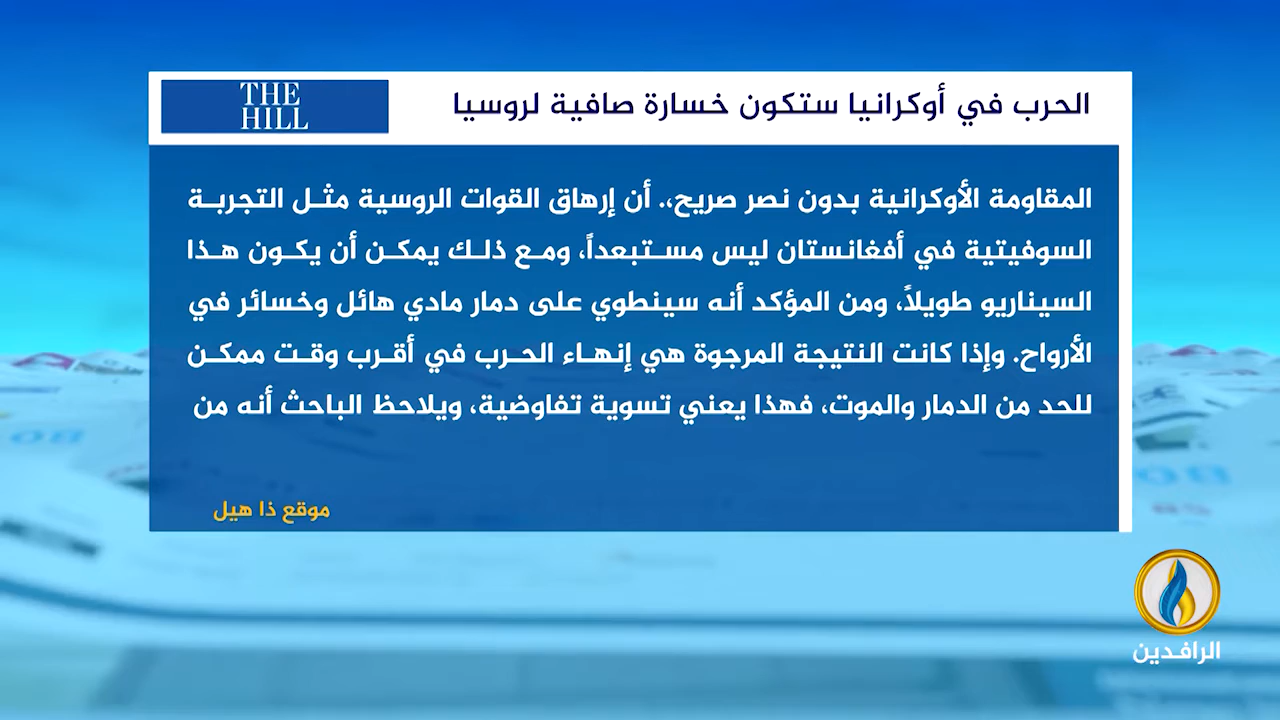 THE
HILL
الحرب في أوكرانيا ستكون خسارة صافية لروسيا
المقاومة الأوكرانية بدون نصر صريح،. أن إرهاق القوات الروسية مثل التجربة
السوفيتية في أفغانستان ليس مستبعداً، ومع ذلك يمكن أن يكون هذا
السيناريو طويلاً، ومن المؤكد أنه سينطوي على دمار مادي هائل وخسائر في
الأرواح. وإذا كانت النتيجة المرجوة هي إنهاء الحرب في أقرب وقت ممكن
للحد من الدمار والموت، فهذا يعني تسوية تفاوضية، ويلاحظ الباحث أنه من
موقع ذا هيل
الرافدين